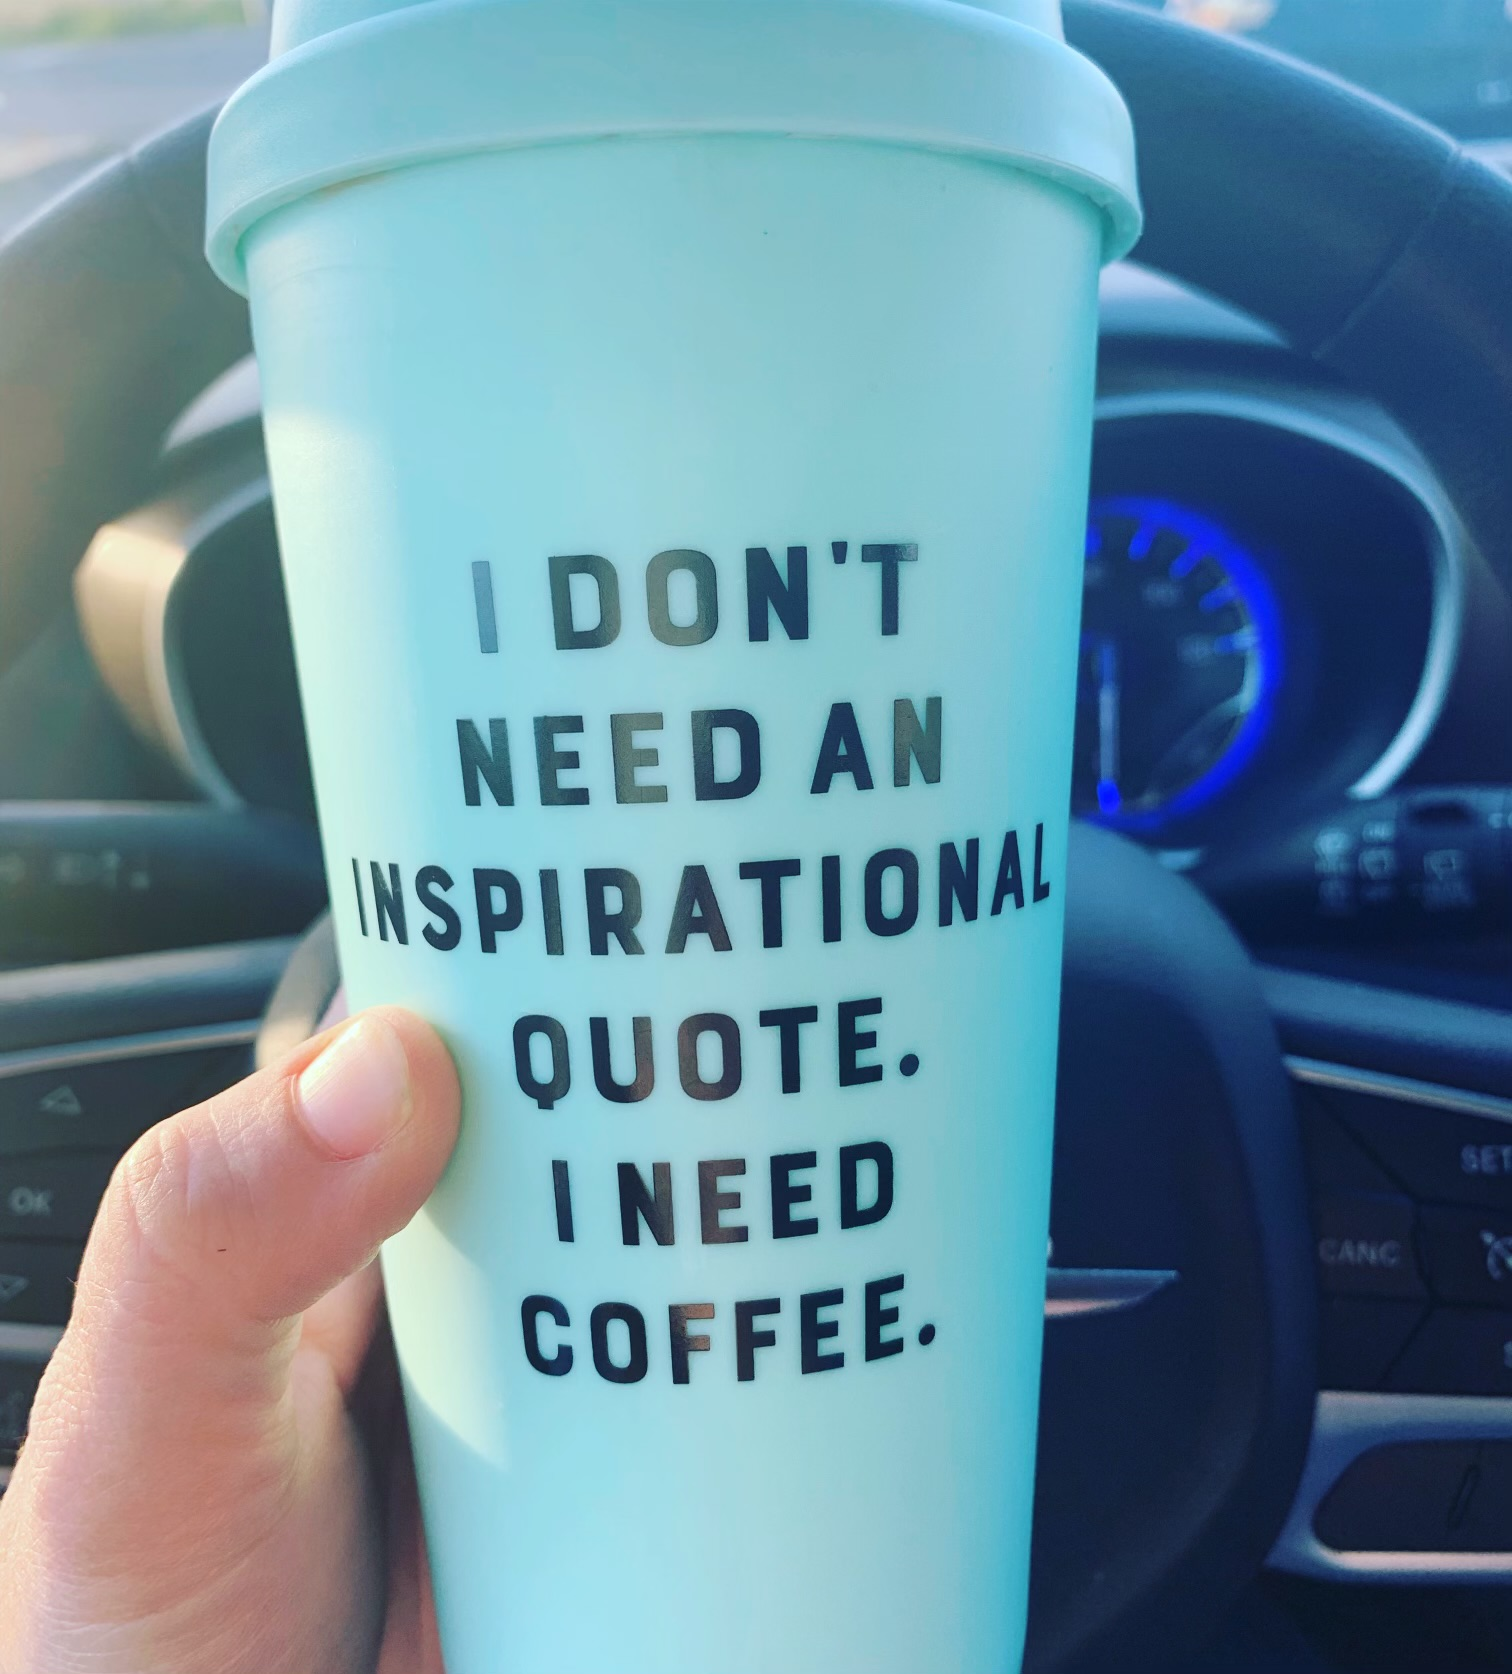 I DON'T
NEED AN
INSPIRATIONAL
QUOTE.
I NEED
COFFEE.
OK
CANC